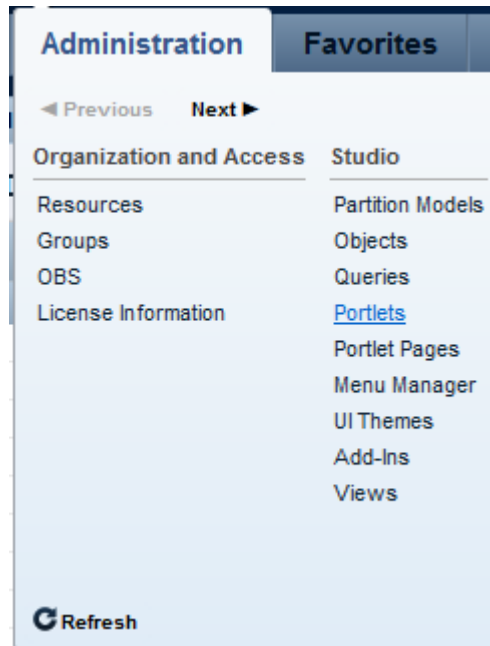 Administration Favorites
◀ Previous Next ▶
Organization and Access Studio
Resources Partition Models
Groups Objects
OBS Queries
License Information Portlets
Portlet Pages
Menu Manager
UI Themes
Add-Ins
Views
Refresh